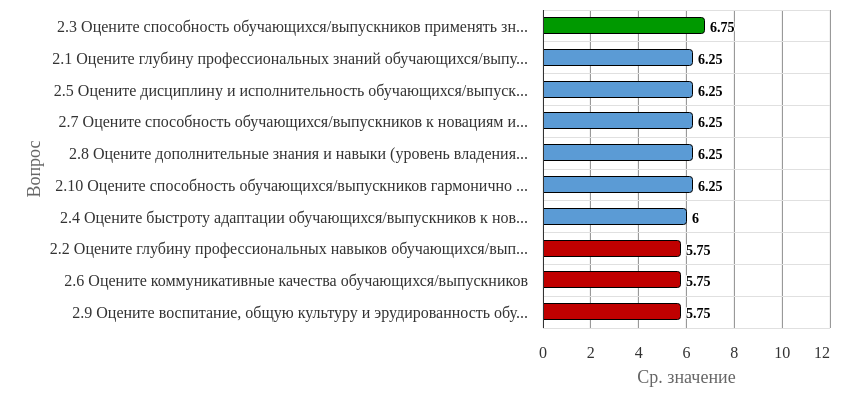 2.3 Оцените способность обучающихся/выпускников применять зн... 6.75
2.1 Оцените глубину профессиональных знаний обучающихся/выпу... 6.25
2.5 Оцените дисциплину и исполнительность обучающихся/выпуск... 6.25
2.7 Оцените способность обучающихся/выпускников к новациям и... 6.25
2.8 Оцените дополнительные знания и навыки (уровень владения... 6.25
2.10 Оцените способность обучающихся/выпускников гармонично ... 6.25
2.4 Оцените быстроту адаптации обучающихся/выпускников к нов... 6
2.2 Оцените глубину профессиональных навыков обучающихся/вып... 5.75
2.6 Оцените коммуникативные качества обучающихся/выпускников 5.75
2.9 Оцените воспитание, общую культуру и эрудированность обу... 5.75
Вопрос
0 2 4 6 8 10 12
Ср. значение